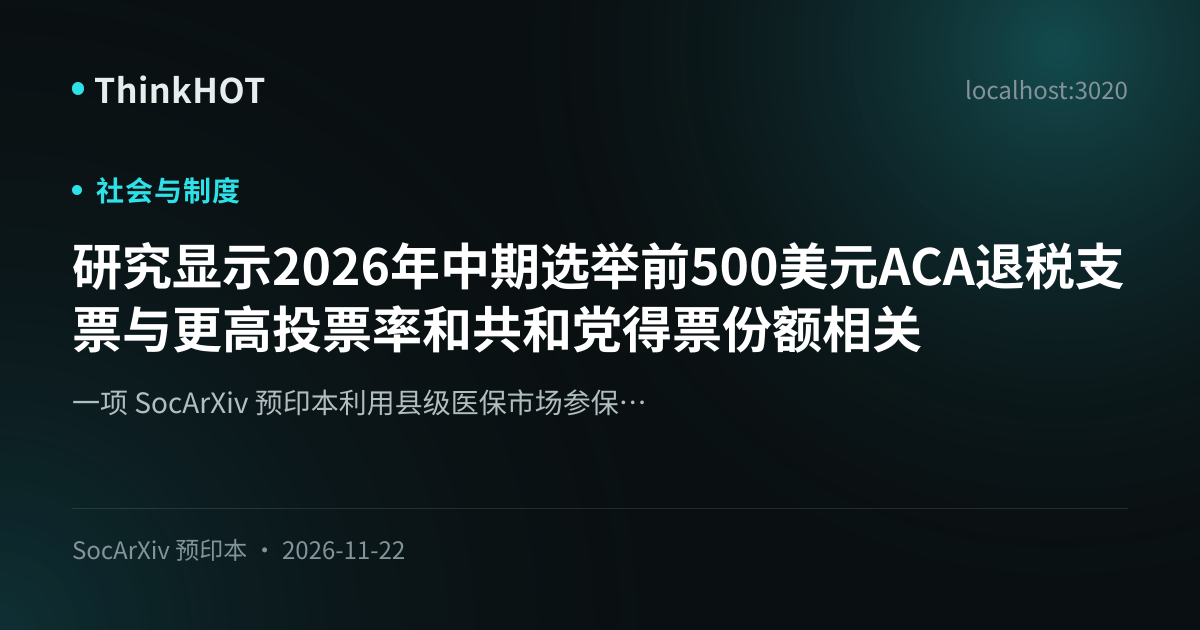 ThinkHOT
localhost:3020
社会与制度
研究显示2026年中期选举前500美元ACA退税支
票与更高投票率和共和党得票份额相关
一项 SocArXiv 预印本利用县级医保市场参保…
SocArXiv 预印本 · 2026-11-22